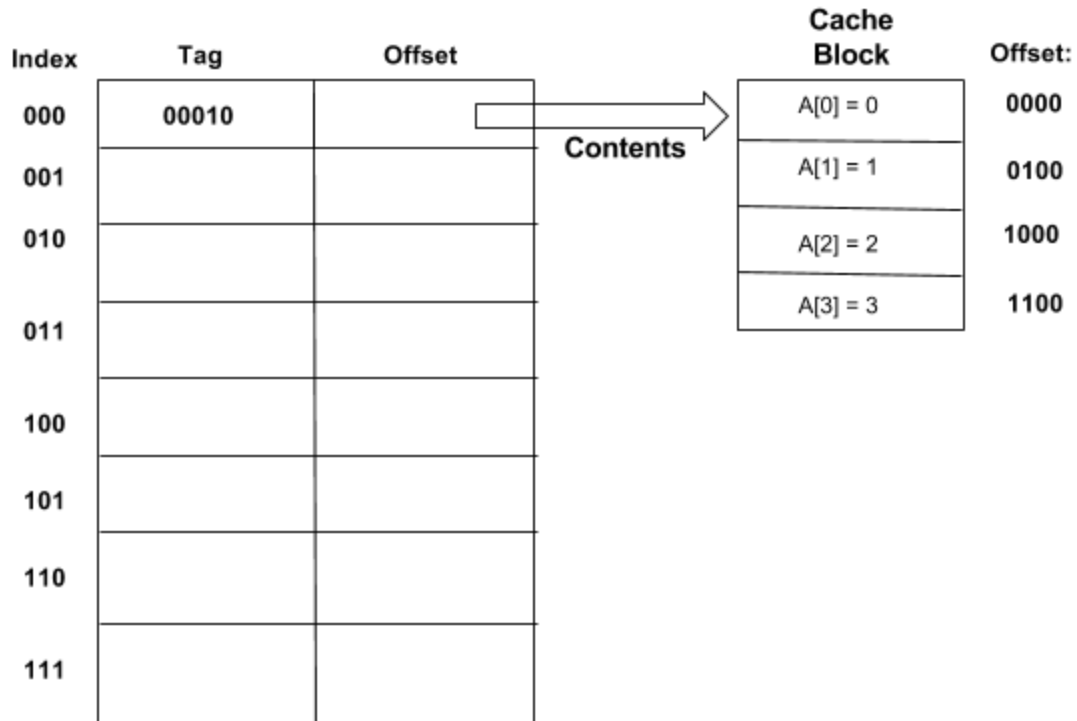 Cache
Block
Index Tag Offset Offset:
000 00010 A[0] = 0 0000
Contents
001 A[1] = 1 0100
010 A[2] = 2 1000
011 A[3] = 3 1100
100
101
110
111